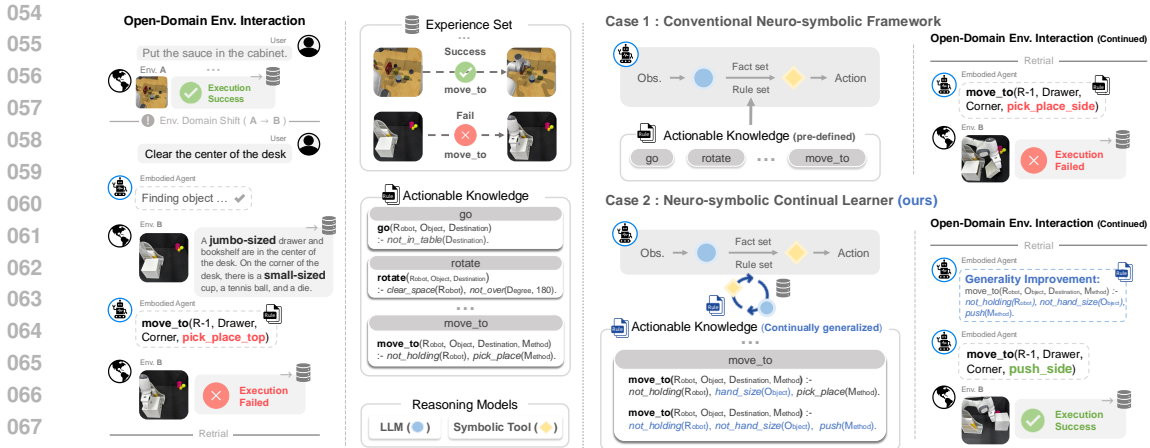 054
055
056
057
058
059
060
061
062
063
064
065
066
067
Open-Domain Env. Interaction
User
Put the sauce in the cabinet.
Env. A
...
Execution
Success
! Env. Domain Shift ( A → B )
User
Clear the center of the desk
Embodied Agent
Finding object ...
Env. B
A jumbo-sized drawer and
bookshelf are in the center of
the desk. On the corner of the
desk, there is a small-sized
cup, a tennis ball, and a die.
Embodied Agent
move_to(R-1, Drawer,
Corner, pick_place_top)
Env. B
Execution
Failed
Retrial
Experience Set
Success
move_to
Fail
move_to
Rule
Actionable Knowledge
go
go(Robot, Object, Destination)
:- not_in_table(Destination).
rotate
rotate(Robot, Object, Destination)
:- clear_space(Robot), not_over(Degree, 180).
...
move_to
move_to(Robot, Object, Destination, Method)
:- not_holding(Robot), pick_place(Method).
Reasoning Models
LLM ( )
Symbolic Tool ( )
Case 1 : Conventional Neuro-symbolic Framework
Obs.
Fact set
Rule set
Action
Rule
Actionable Knowledge (pre-defined)
go
rotate
...
move_to
Open-Domain Env. Interaction (Continued)
Retrial
Embodied Agent
Rule
move_to(R-1, Drawer,
Corner, pick_place_side)
Env. B
Execution
Failed
Case 2 : Neuro-symbolic Continual Learner (ours)
Obs.
Fact set
Rule set
Action
Rule
Rule
Actionable Knowledge (Continually generalized)
...
move_to
move_to(Robot, Object, Destination, Method) :-
not_holding(Robot), hand_size(Object), pick_place(Method).
move_to(Robot, Object, Destination, Method) :-
not_holding(Robot), not_hand_size(Object), push(Method).
Open-Domain Env. Interaction (Continued)
Retrial
Embodied Agent
Rule
Generality Improvement:
move_to(Robot, Object, Destination, Method) :-
not_holding(Robot), not_hand_size(Object),
push(Method).
Embodied Agent
move_to(R-1, Drawer,
Corner, push_side)
Env. B
Execution
Success